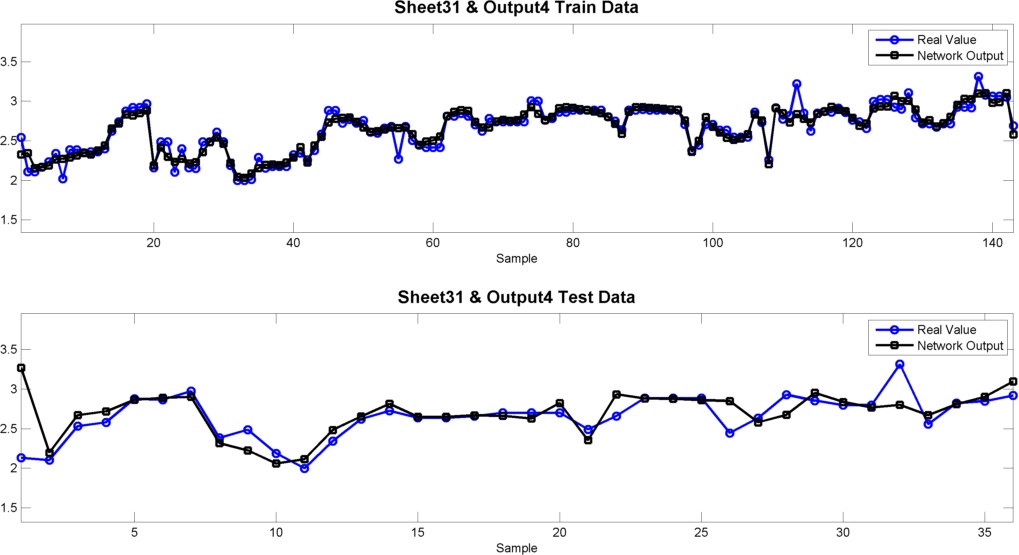 Sheet31 & Output4 Train Data
Real Value
Network Output
3.5
3
2.5
2
1.5
20 40 60 80 100 120 140
Sample
Sheet31 & Output4 Test Data
Real Value
Network Output
3.5
3
2.5
2
1.5
5 10 15 20 25 30 35
Sample